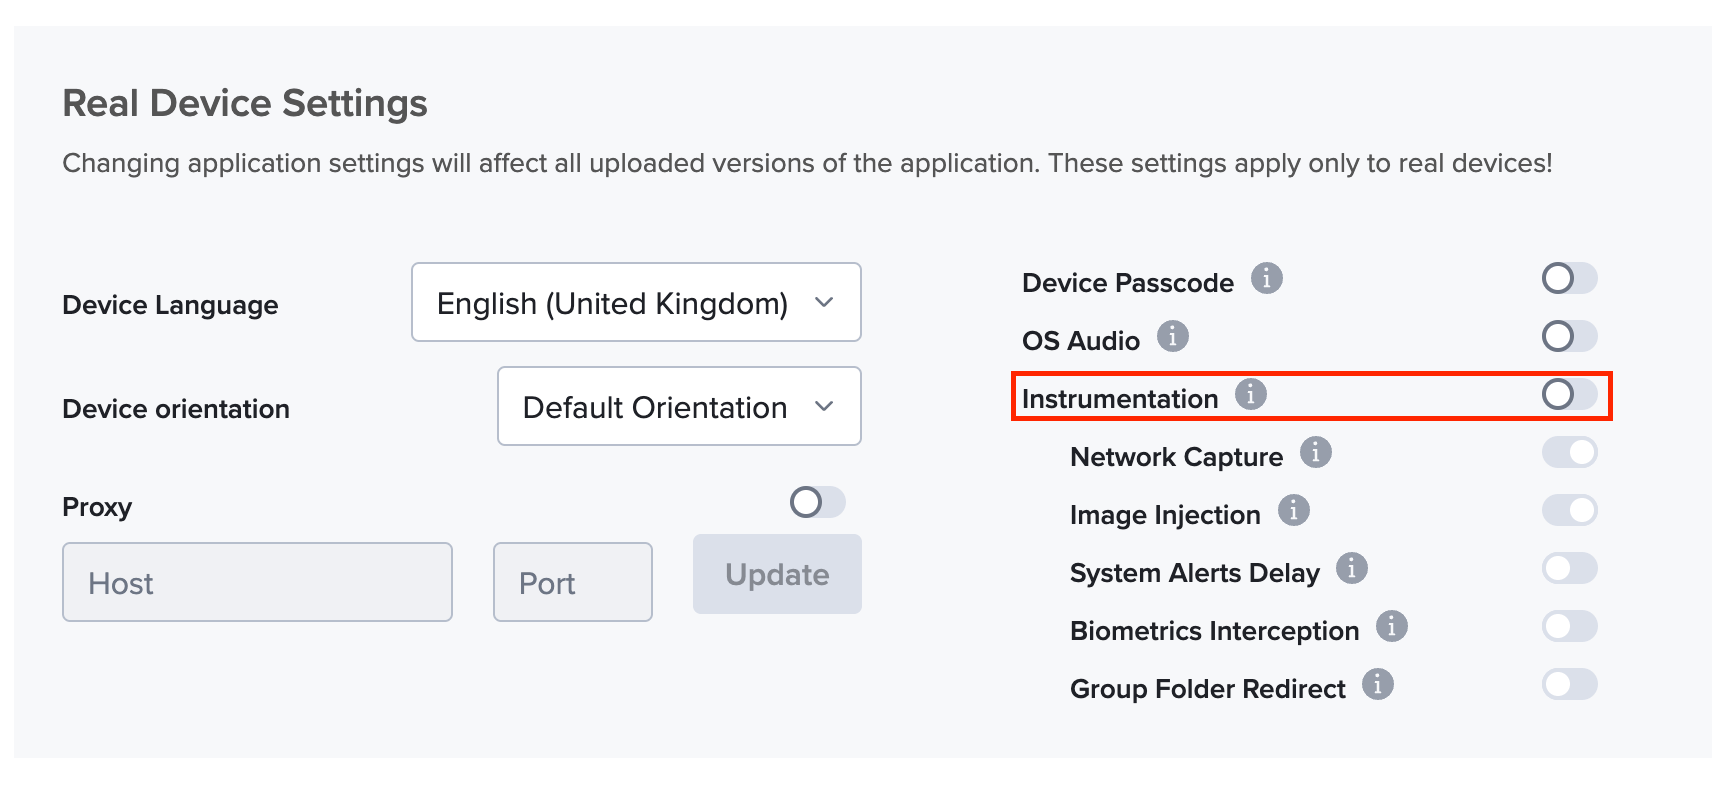 Real Device Settings
Changing application settings will affect all uploaded versions of the application. These settings apply only to real devices!
Device Language
English (United Kingdom)
Device orientation
Default Orientation
Proxy
Host
Port
Update
Device Passcode i
OS Audio i
Instrumentation i
Network Capture i
Image Injection i
System Alerts Delay i
Biometrics Interception i
Group Folder Redirect i